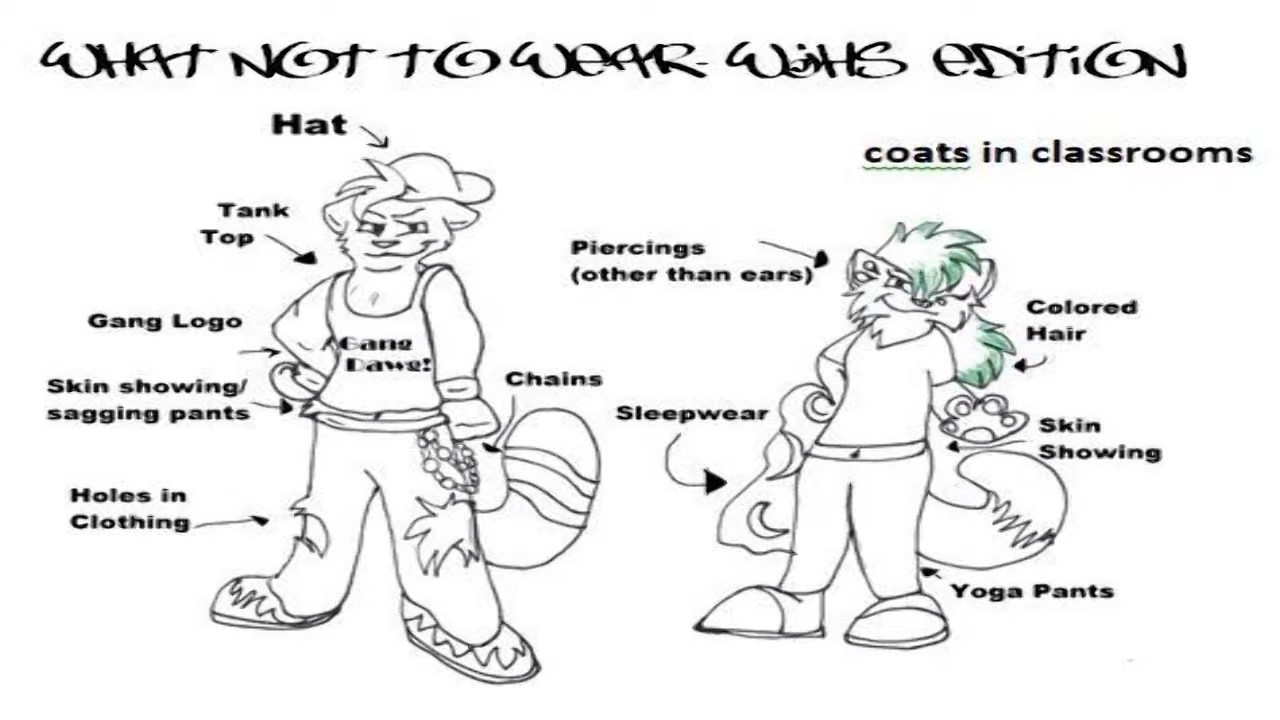 WHAT NOT TO WEAR- WJHS EDITION
Hat
coats in classrooms
Tank
Top
Piercings
(other than ears)
Gang Logo
Colored
Hair
Gang
Dawg!
Skin showing/
sagging pants
Chains
Sleepwear
Skin
Showing
Holes in
Clothing
Yoga Pants